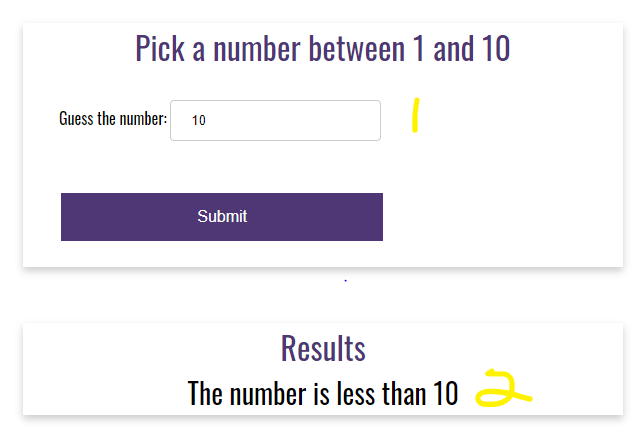 Pick a number between 1 and 10
Guess the number: 10 1
Submit
Results
The number is less than 10 2